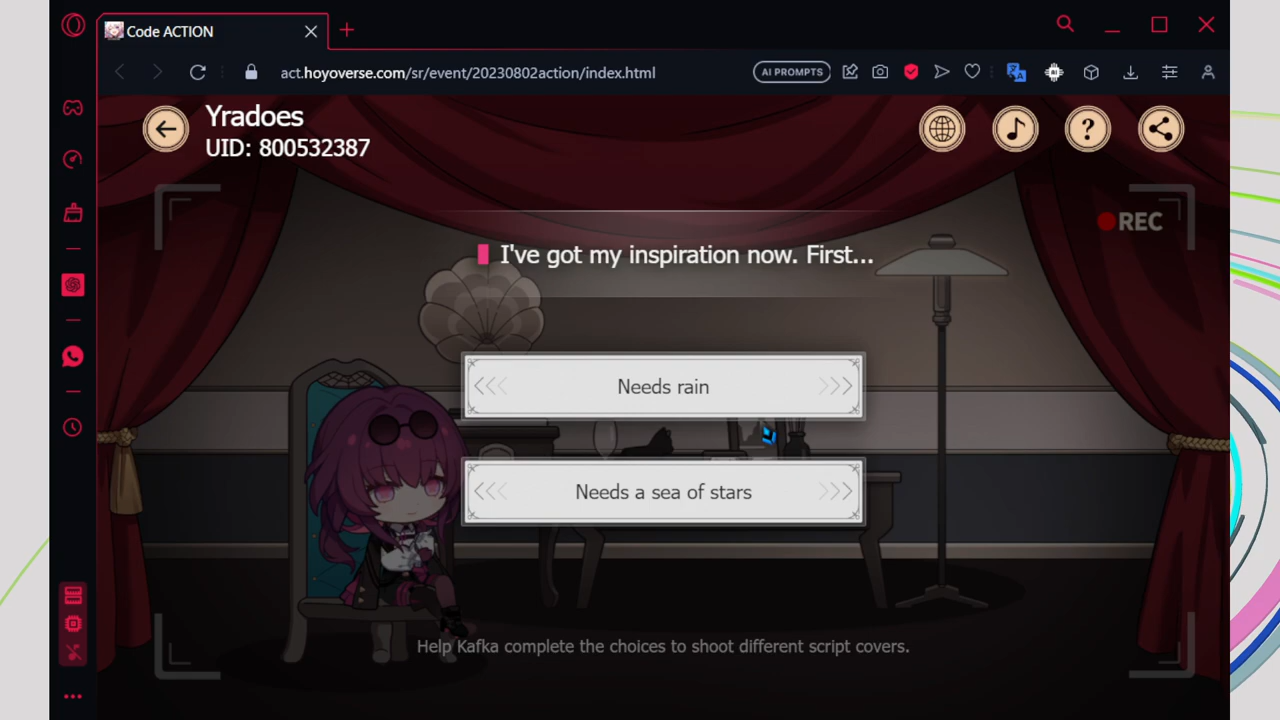 Code ACTION
act.hoyoverse.com/sr/event/20230802action/index.html
AI PROMPTS
Yradoes
UID: 800532387
REC
I've got my inspiration now. First...
Needs rain
Needs a sea of stars
Help Kafka complete the choices to shoot different script covers.